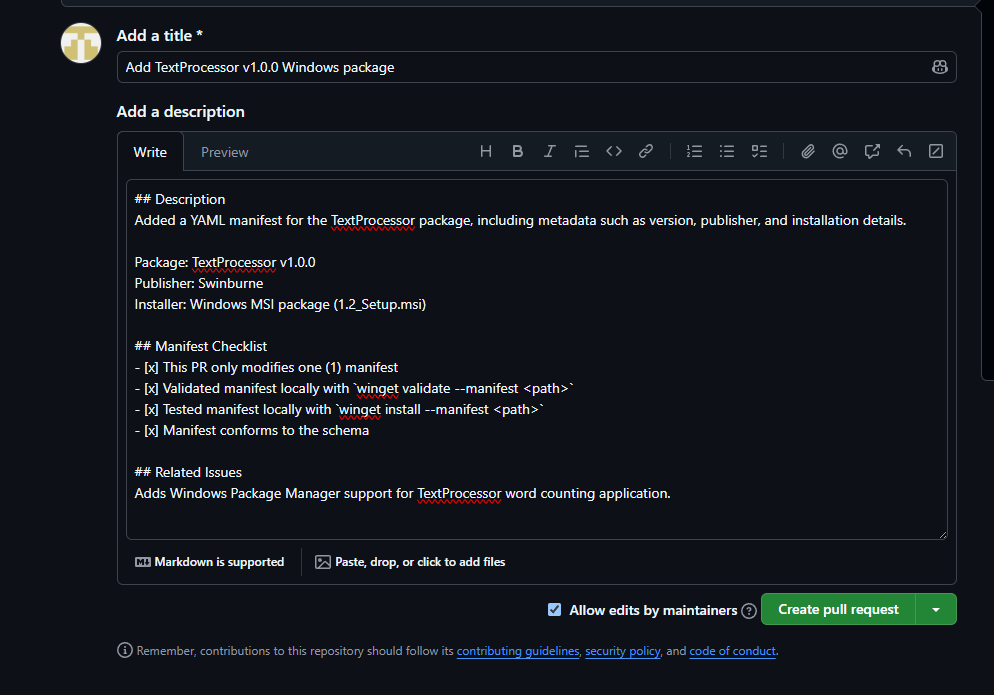 Add a title *
Add TextProcessor v1.0.0 Windows package
Add a description
Write
Preview
## Description
Added a YAML manifest for the TextProcessor package, including metadata such as version, publisher, and installation details.
Package: TextProcessor v1.0.0
Publisher: Swinburne
Installer: Windows MSI package (1.2_Setup.msi)
## Manifest Checklist
- [x] This PR only modifies one (1) manifest
- [x] Validated manifest locally with `winget validate --manifest <path>`
- [x] Tested manifest locally with `winget install --manifest <path>`
- [x] Manifest conforms to the schema
## Related Issues
Adds Windows Package Manager support for TextProcessor word counting application.
Markdown is supported
Paste, drop, or click to add files
Allow edits by maintainers
Create pull request
Remember, contributions to this repository should follow its contributing guidelines, security policy, and code of conduct.